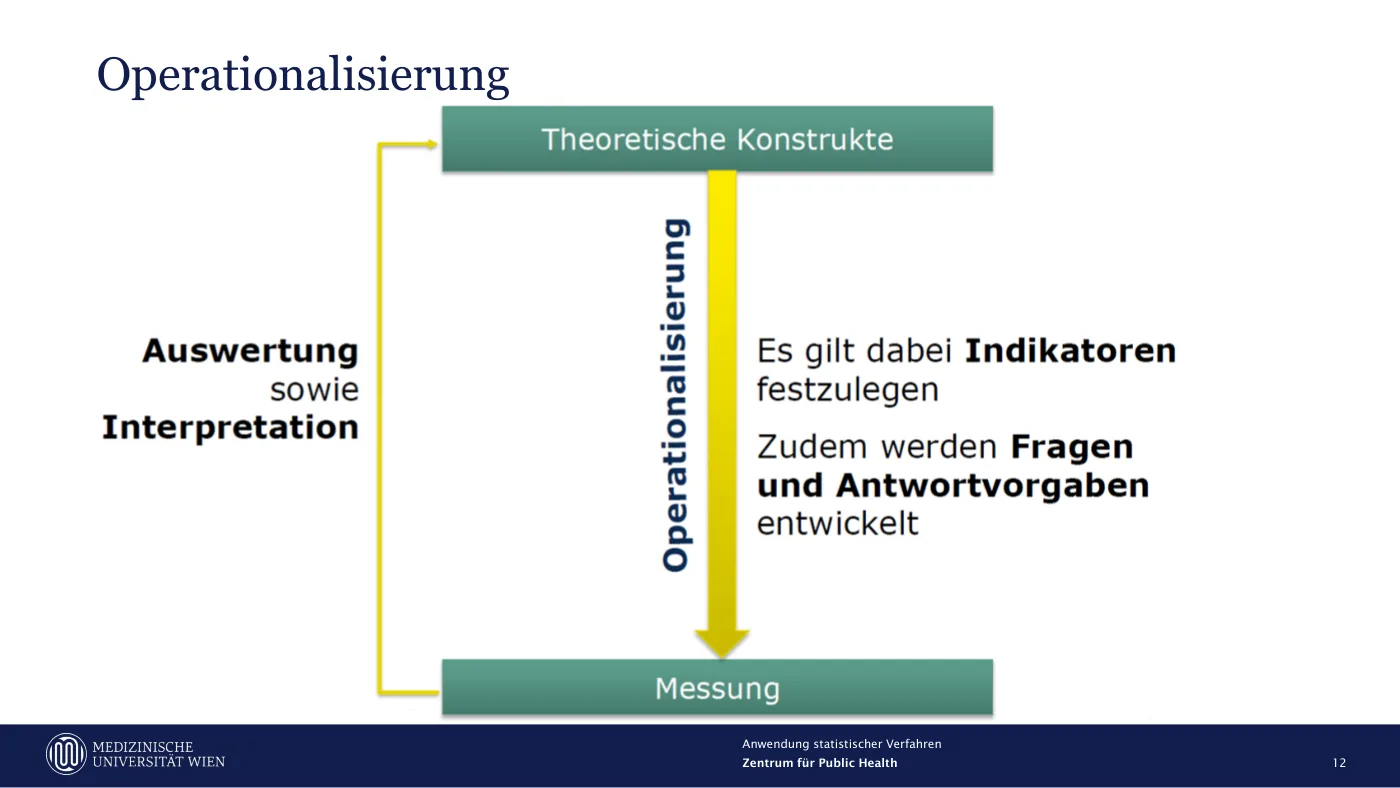 Operationalisierung
Theoretische Konstrukte
Auswertung
sowie
Interpretation
Operationalisierung
Es gilt dabei Indikatoren
festzulegen
Zudem werden Fragen
und Antwortvorgaben
entwickelt
Messung
MEDIZINISCHE
UNIVERSITÄT WIEN
Anwendung statistischer Verfahren
Zentrum für Public Health
12